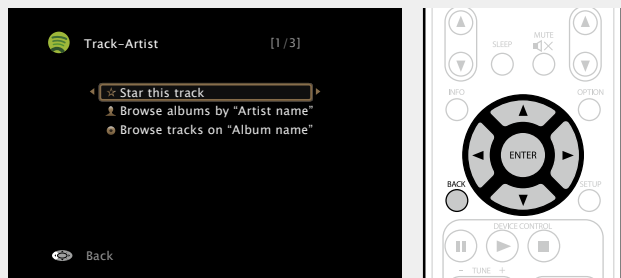 Track–Artist [1/3]
☆ Star this track
Browse albums by “Artist name”
Browse tracks on “Album name”
Back
SLEEP MUTE
INFO OPTION
ENTER
BACK SETUP
DEVICE CONTROL
– TUNE +